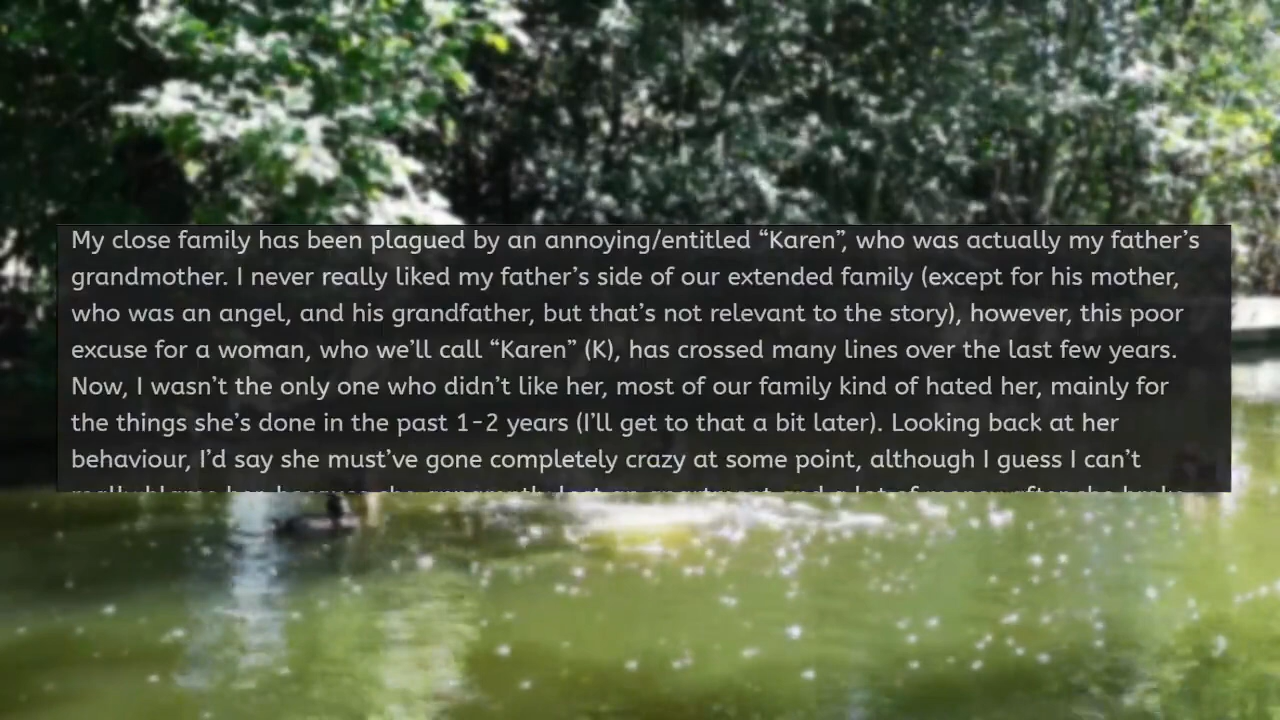 My close family has been plagued by an annoying/entitled “Karen”, who was actually my father’s
grandmother. I never really liked my father’s side of our extended family (except for his mother,
who was an angel, and his grandfather, but that’s not relevant to the story), however, this poor
excuse for a woman, who we’ll call “Karen” (K), has crossed many lines over the last few years.
Now, I wasn’t the only one who didn’t like her, most of our family kind of hated her, mainly for
the things she’s done in the past 1-2 years (I’ll get to that a bit later). Looking back at her
behaviour, I’d say she must’ve gone completely crazy at some point, although I guess I can’t